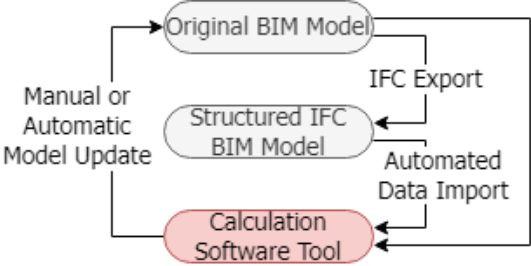 Original BIM Model
IFC Export
Manual or
Automatic
Model Update
Structured IFC
BIM Model
Automated
Data Import
Calculation
Software Tool